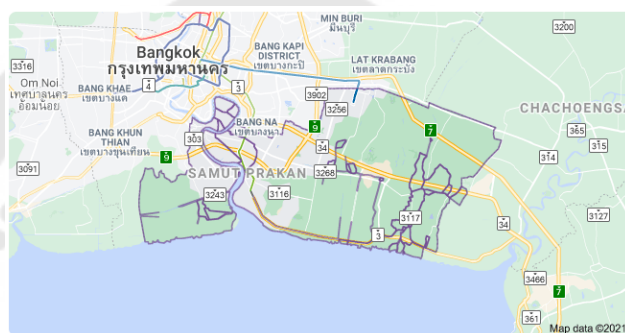 MIN BURI
มีนบุรี
3200
Bangkok
กรุงเทพมหานคร
BANG KAPI
DISTRICT
เขตบางกะปิ
LAT KRABANG
เขตลาดกระบัง
3316
Om Noi
เทศบาลนคร
อ้อมน้อย
4
3
BANG KHAE
เขตบางแค
3902
3256
CHACHOENGSA
BANG KHUN
THIAN
เขตบางขุนเทียน
303
BANG NA
เขตบางนา
9
7
34
365
315
314
9
3091
SAMUT PRAKAN
3268
3243
3116
3117
3
34
3127
3466
7
361
Map data ©2021